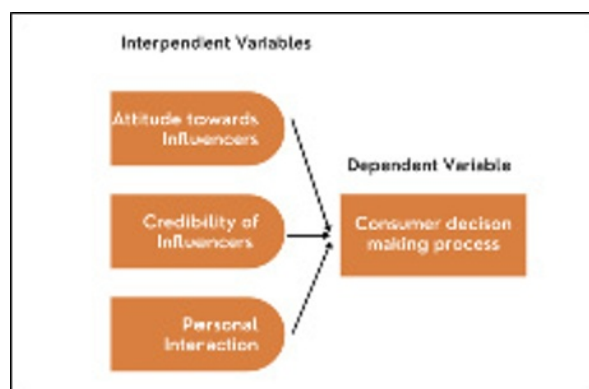 Interpendient Variables
Attitude towards
Influencers
Dependent Variable
Credibility of
Influencers
Consumer decison
making process
Personal
Interaction